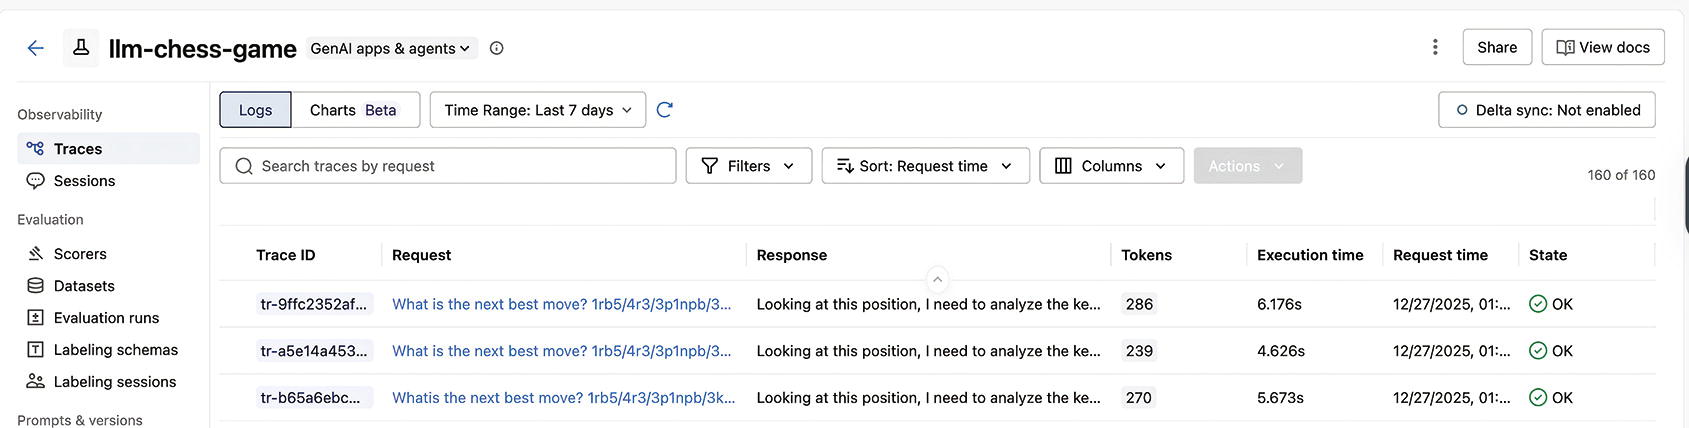 llm-chess-game GenAI apps & agents
Share View docs
Observability
Traces
Sessions
Evaluation
Scorers
Datasets
Evaluation runs
Labeling schemas
Labeling sessions
Prompts & versions
Logs Charts Beta Time Range: Last 7 days Delta sync: Not enabled
Search traces by request Filters Sort: Request time Columns Actions 160 of 160
Trace ID Request Response Tokens Execution time Request time State
tr-9ffc2352af... What is the next best move? 1rb5/4r3/3p1npb/3... Looking at this position, I need to analyze the ke... 286 6.176s 12/27/2025, 01:... OK
tr-a5e14a453... What is the next best move? 1rb5/4r3/3p1npb/3... Looking at this position, I need to analyze the ke... 239 4.626s 12/27/2025, 01:... OK
tr-b65a6ebc... Whatis the next best move? 1rb5/4r3/3p1npb/3k... Looking at this position, I need to analyze the ke... 270 5.673s 12/27/2025, 01:... OK